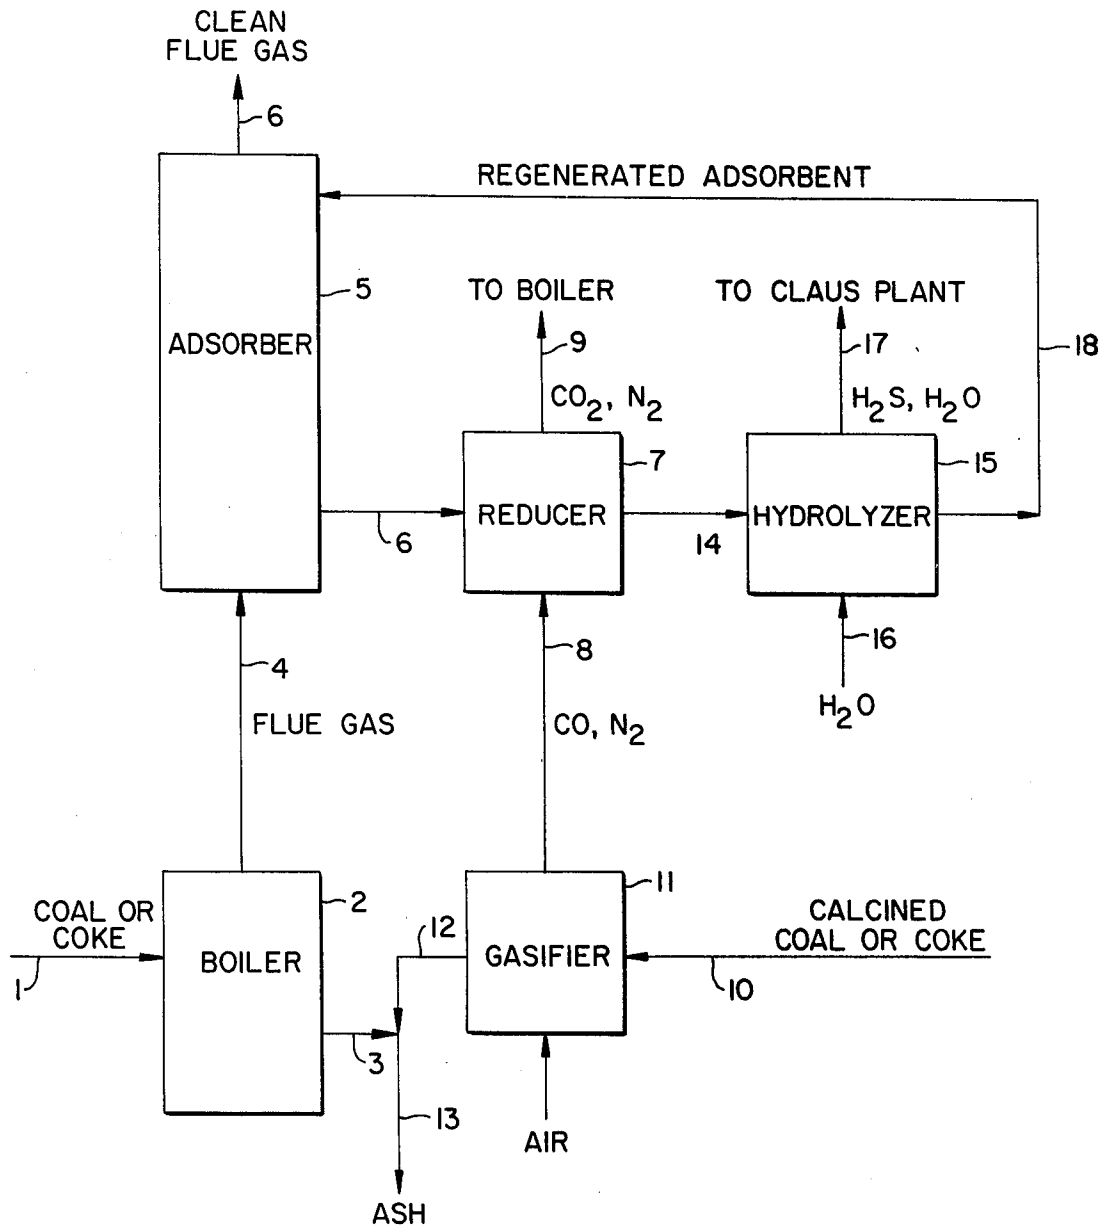 CLEAN
FLUE GAS
6
REGENERATED ADSORBENT
5
TO BOILER
TO CLAUS PLANT
ADSORBER
9
17
18
CO2, N2
H2S, H2O
7
15
REDUCER
HYDROLYZER
6
14
8
16
4
H2O
FLUE GAS
CO, N2
2
11
COAL OR
COKE
12
CALCINED
COAL OR COKE
BOILER
GASIFIER
1
10
3
13
AIR
ASH